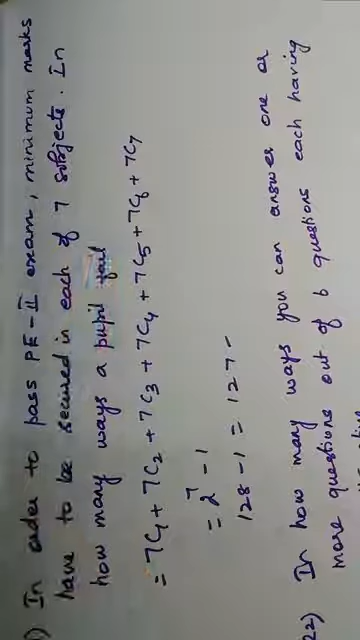 ) In order to pass PE-II exam, minimum marks
have to be secured in each of 7 subjects. In
how many ways a pupil fail
= 7C1 + 7C2 + 7C3 + 7C4 + 7C5 + 7C6 + 7C7
= 2^7 - 1
128 - 1 = 127 -
22) In how many ways you can answer one or
more questions out of 6 questions each having